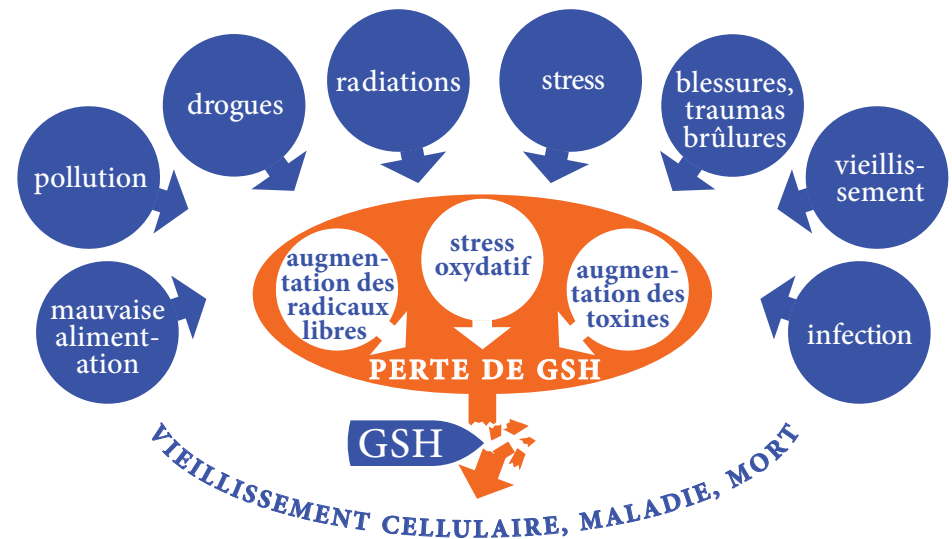 radiations
stress
drogues
blessures,
traumas
brûlures
pollution
vieillis-
sement
mauvaise
aliment-
ation
infection
augmen-
tation des
radicaux
libres
stress
oxydatif
augmen-
tation des
toxines
PERTE DE GSH
GSH
VIEILLISSEMENT CELLULAIRE, MALADIE, MORT